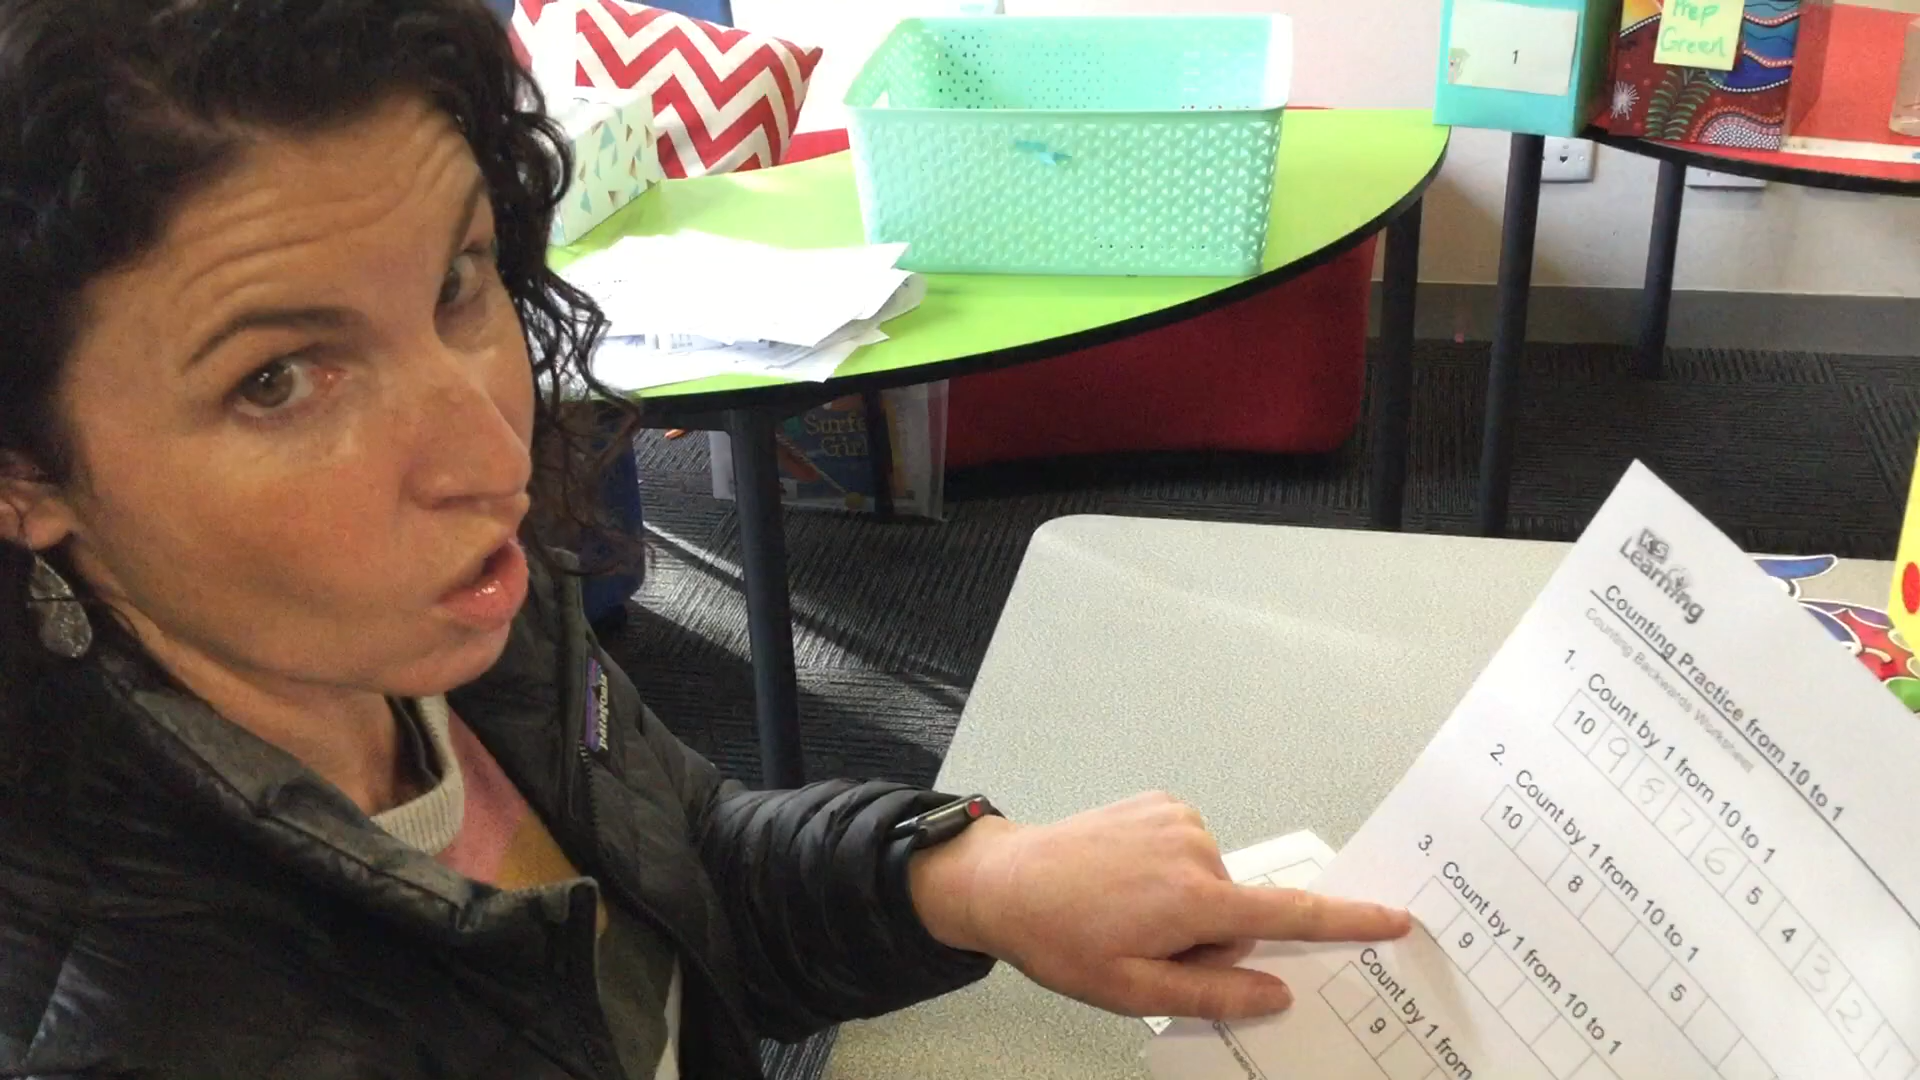 Prep
Green
1
Surfer
Girl
patagonia
K5
Learning
Counting Practice from 10 to 1
Counting Backwards Worksheet
1. Count by 1 from 10 to 1
10 9 8 7 6 5 4 3 2 1
2. Count by 1 from 10 to 1
10 8 5
3. Count by 1 from 10 to 1
9
Count by 1 from
9